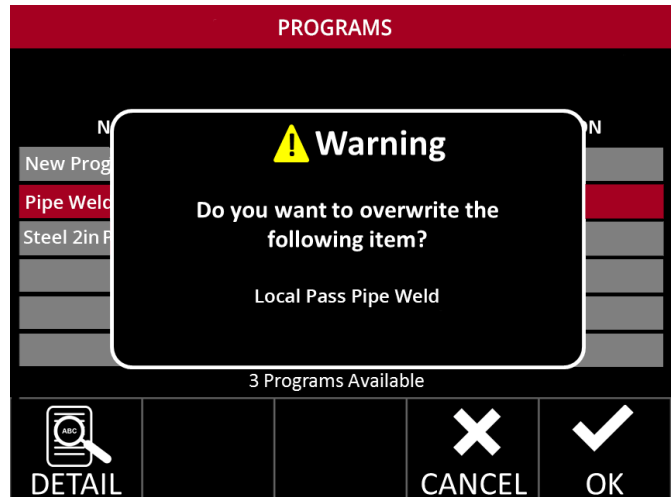 PROGRAMS
N
ON
Warning
New Prog
Pipe Weld
Do you want to overwrite the
following item?
Steel 2in P
Local Pass Pipe Weld
3 Programs Available
ABC
DETAIL
CANCEL
OK